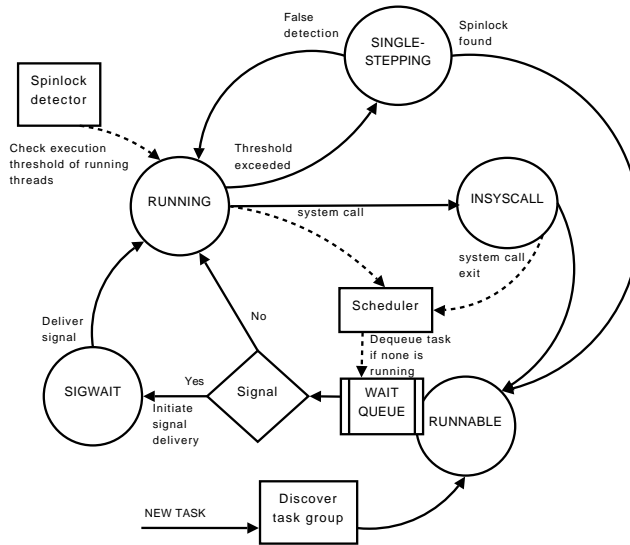 False
detection
SINGLE-
STEPPING
Spinlock
found
Spinlock
detector
Check execution
threshold of running
threads
Threshold
exceeded
RUNNING
system call
INSYSCALL
system call
exit
Scheduler
No
Dequeue task
if none is
running
Deliver
signal
SIGWAIT
Yes
Initiate
signal
delivery
Signal
WAIT
QUEUE
RUNNABLE
NEW TASK
Discover
task group